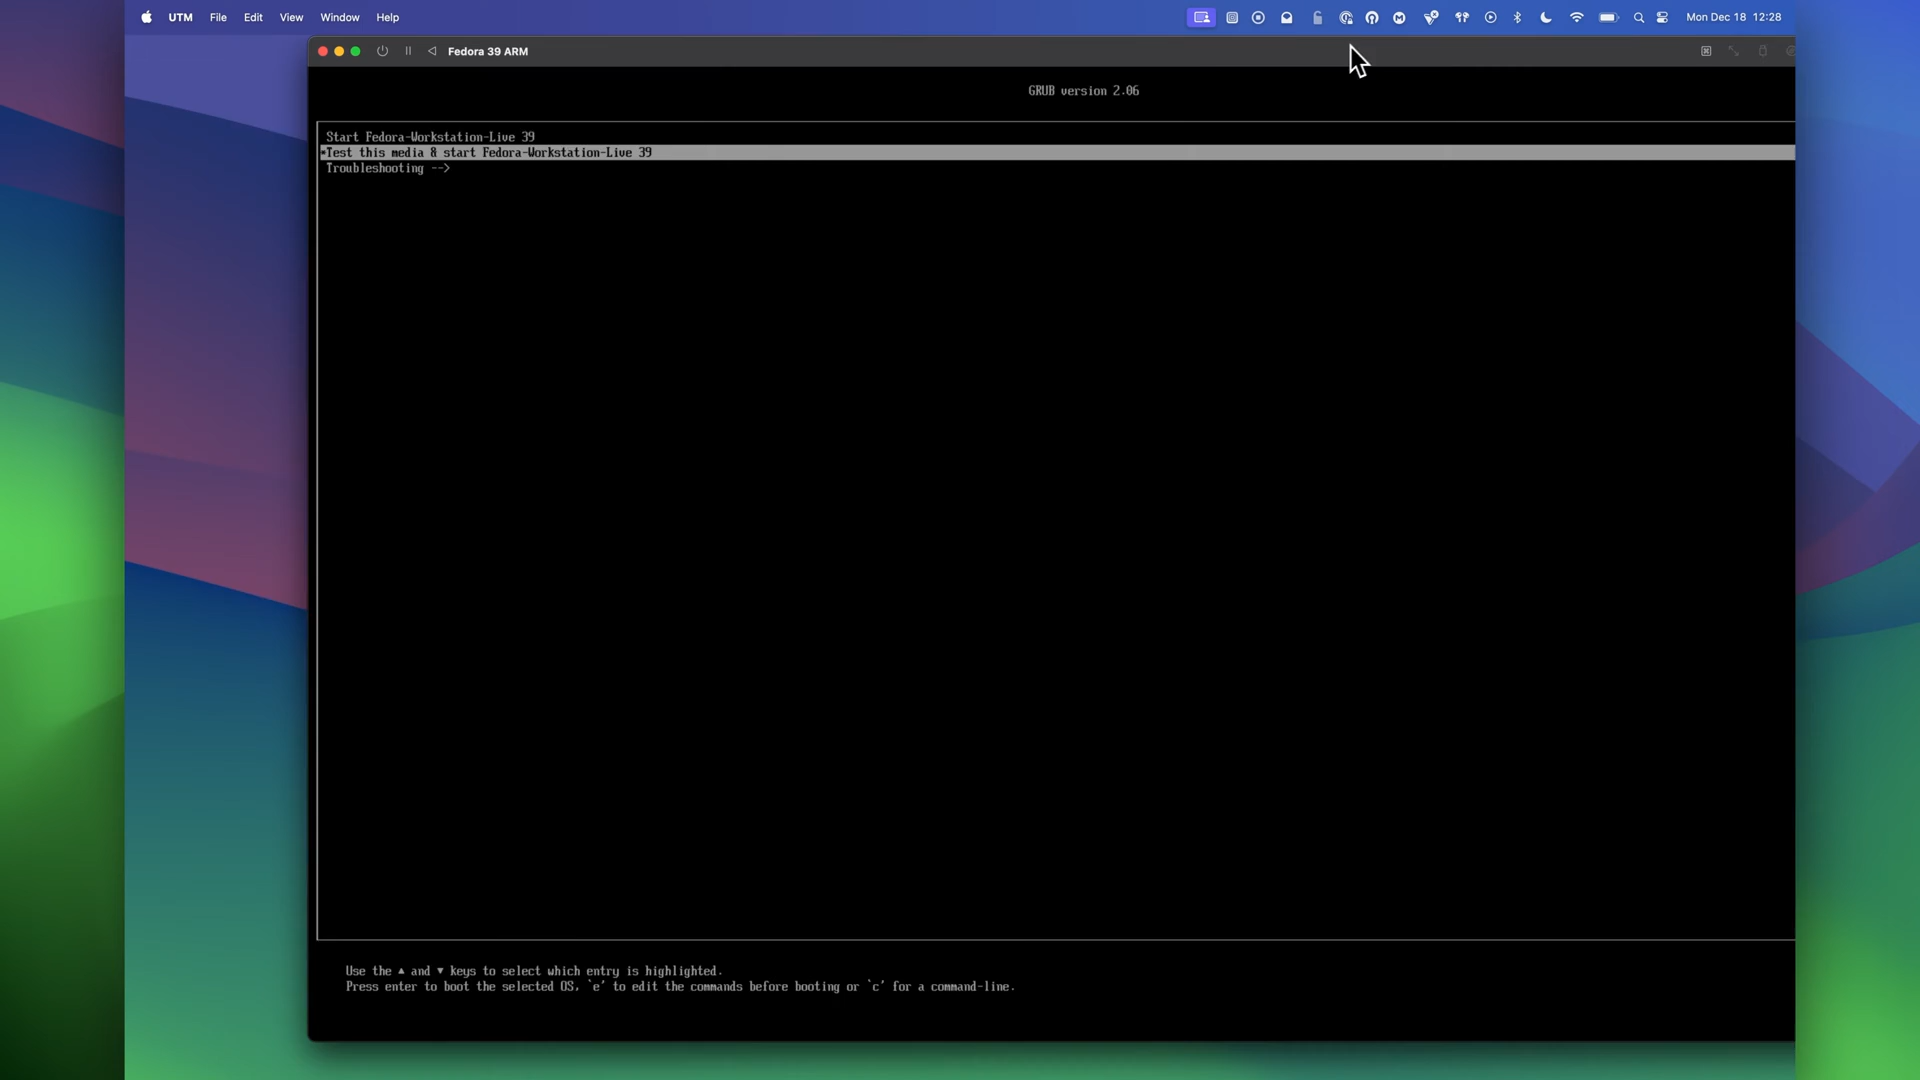 UTM File Edit View Window Help Mon Dec 18 12:28
Fedora 39 ARM
GRUB version 2.06
Start Fedora-Workstation-Live 39
*Test this media & start Fedora-Workstation-Live 39
Troubleshooting -->
Use the ▲ and ▼ keys to select which entry is highlighted.
Press enter to boot the selected OS, `e' to edit the commands before booting or `c' for a command-line.